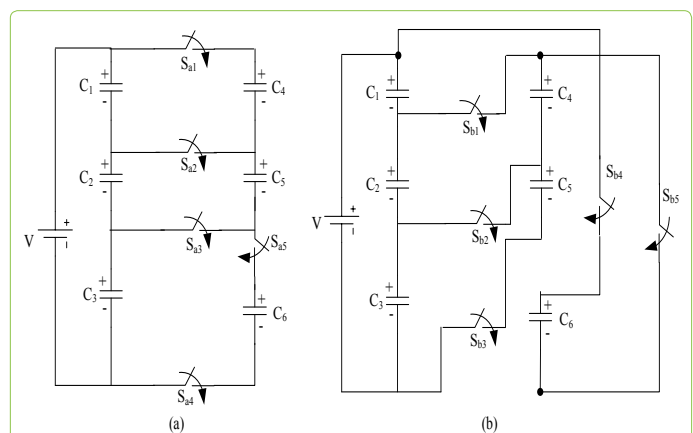 Sa1
+
C1
-
+
C4
-
Sa2
+
C2
-
+
C5
-
V
+
-
Sa3
Sa5
+
C3
-
+
C6
-
Sa4
(a)
+
C1
-
Sb1
+
C4
-
+
C2
-
+
C5
-
Sb4
Sb5
V
+
-
Sb2
+
C3
-
Sb3
+
C6
-
(b)